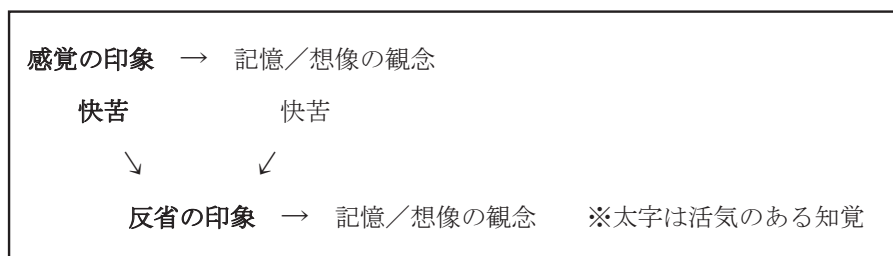 感覚の印象 → 記憶／想像の観念
快苦 快苦
↘ ↙
反省の印象 → 記憶／想像の観念 ※太字は活気のある知覚